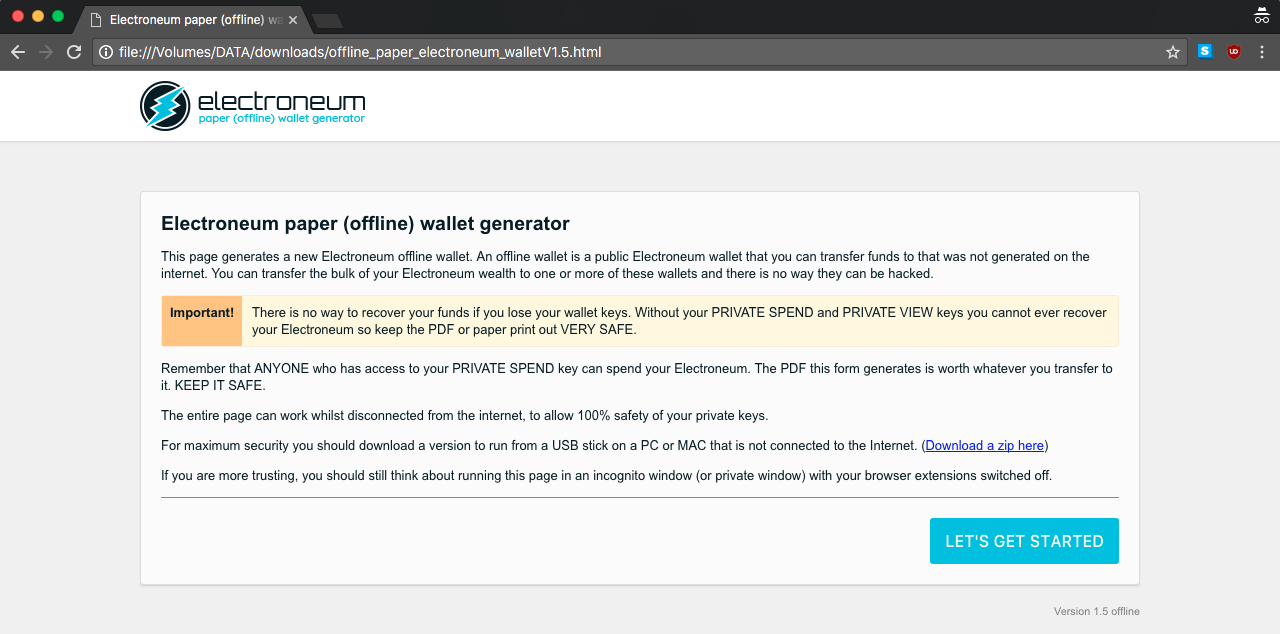 Electroneum paper (offline) wa
file:///Volumes/DATA/downloads/offline_paper_electroneum_walletV1.5.html
S
electroneum
paper (offline) wallet generator
Electroneum paper (offline) wallet generator
This page generates a new Electroneum offline wallet. An offline wallet is a public Electroneum wallet that you can transfer funds to that was not generated on the
internet. You can transfer the bulk of your Electroneum wealth to one or more of these wallets and there is no way they can be hacked.
Important!
There is no way to recover your funds if you lose your wallet keys. Without your PRIVATE SPEND and PRIVATE VIEW keys you cannot ever recover
your Electroneum so keep the PDF or paper print out VERY SAFE.
Remember that ANYONE who has access to your PRIVATE SPEND key can spend your Electroneum. The PDF this form generates is worth whatever you transfer to
it. KEEP IT SAFE.
The entire page can work whilst disconnected from the internet, to allow 100% safety of your private keys.
For maximum security you should download a version to run from a USB stick on a PC or MAC that is not connected to the Internet. (Download a zip here)
If you are more trusting, you should still think about running this page in an incognito window (or private window) with your browser extensions switched off.
LET'S GET STARTED
Version 1.5 offline